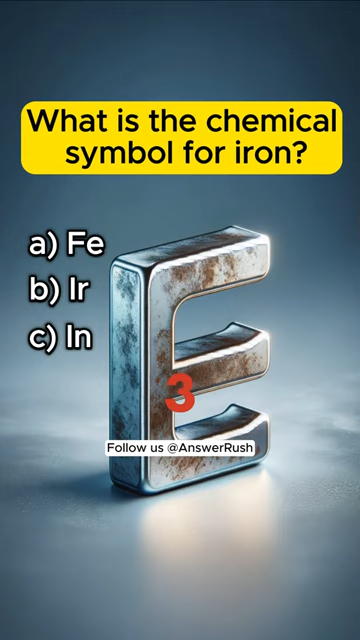 What is the chemical
symbol for iron?
a) Fe
b) Ir
c) In
E
3
Follow us @AnswerRush